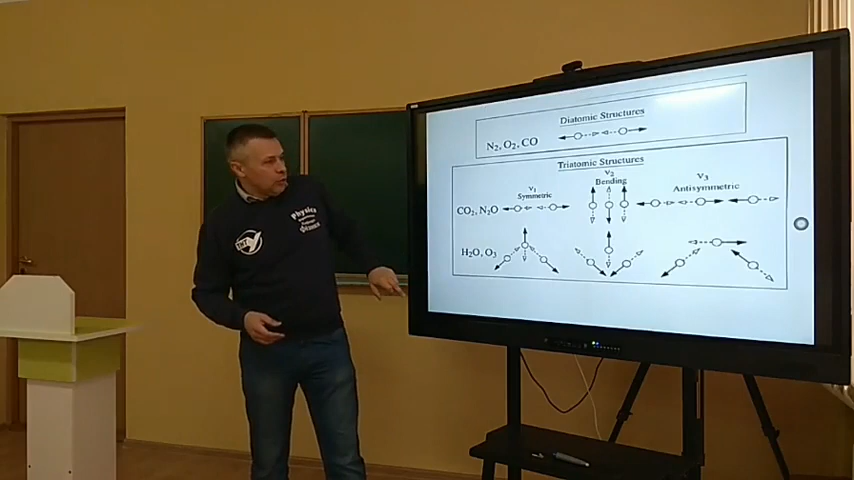 Diatomic Structures
N₂, O₂, CO
Triatomic Structures
ν₁
Symmetric
ν₂
Bending
ν₃
Antisymmetric
CO₂, N₂O
H₂O, O₃
Physics